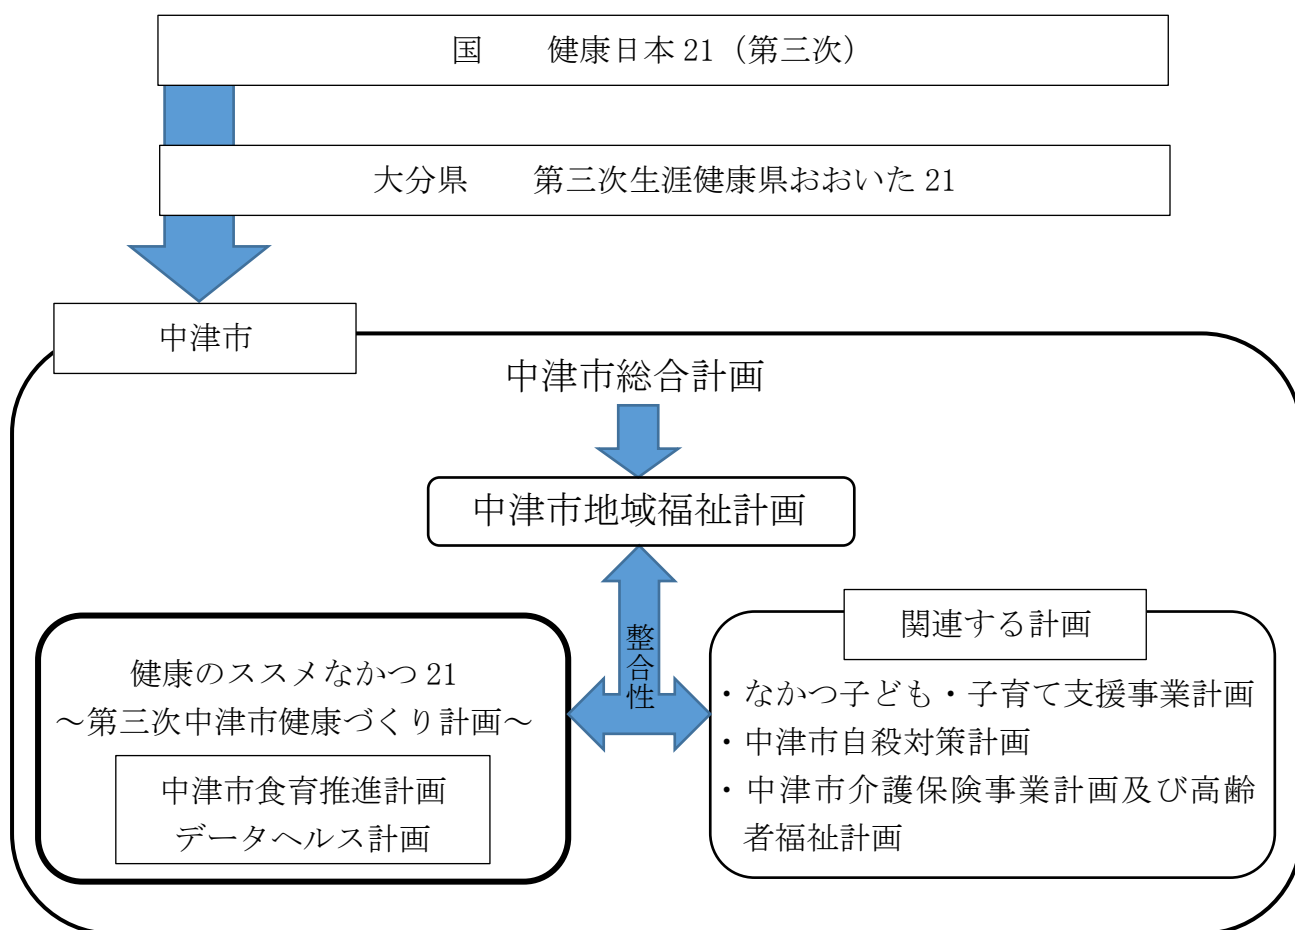 国　　健康日本 21（第三次）
大分県　　第三次生涯健康県おおいた 21
中津市
中津市総合計画
中津市地域福祉計画
整合性
健康のススメなかつ 21
～第三次中津市健康づくり計画～
中津市食育推進計画
データヘルス計画
関連する計画
・なかつ子ども・子育て支援事業計画
・中津市自殺対策計画
・中津市介護保険事業計画及び高齢
者福祉計画